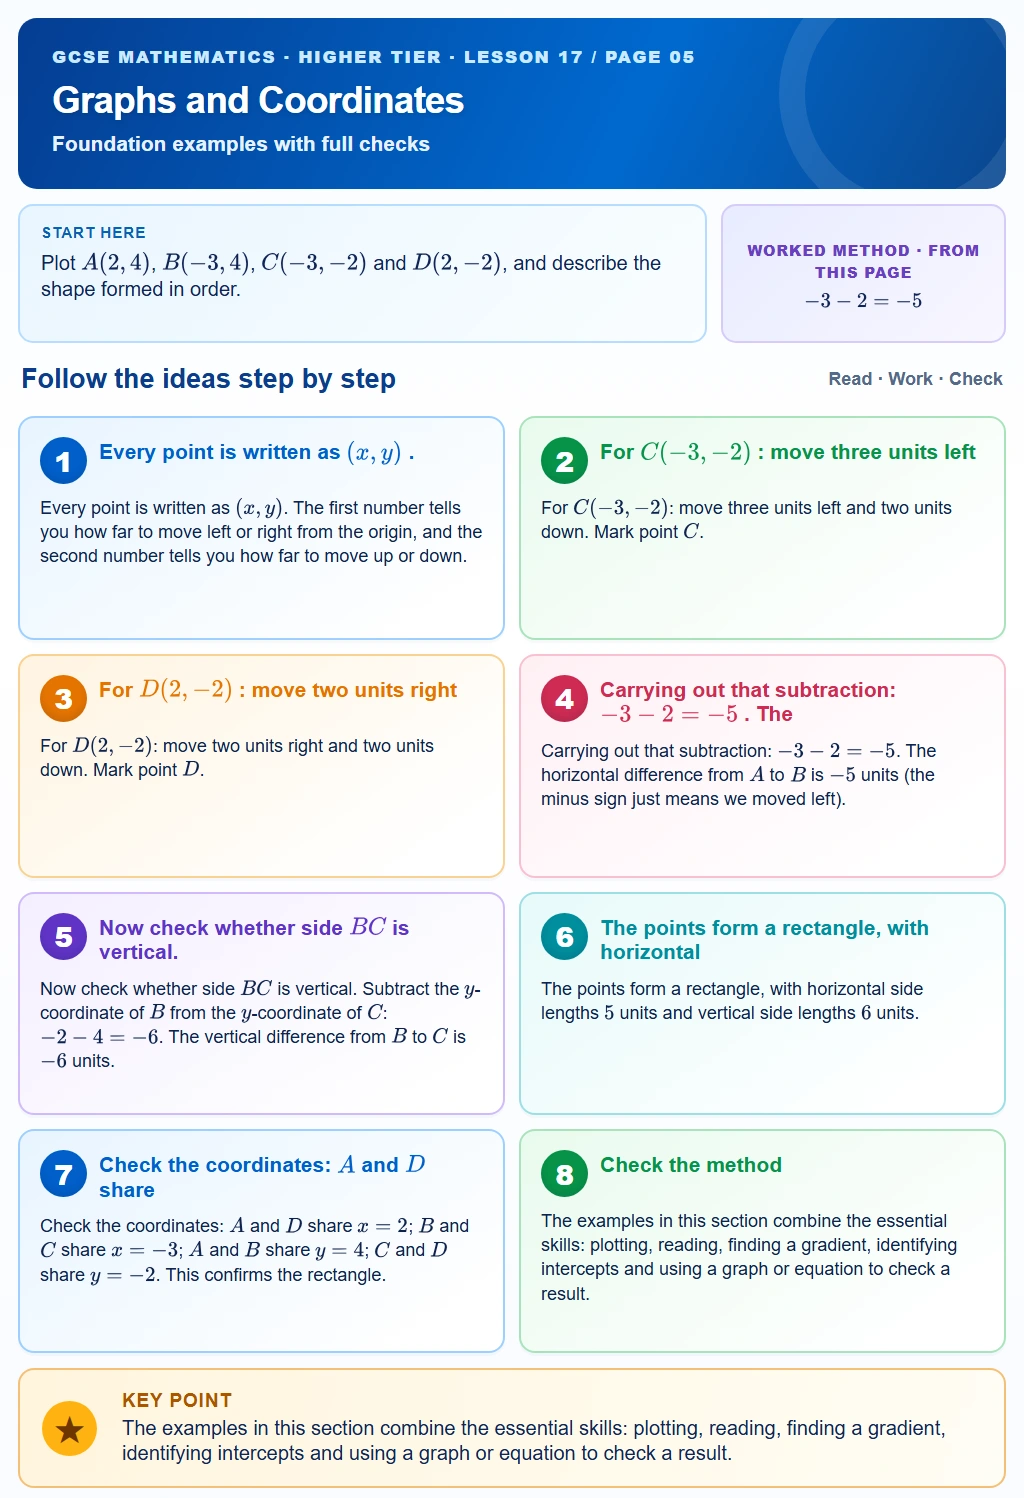 GCSE MATHEMATICS · HIGHER TIER · LESSON 17 / PAGE 05
Graphs and Coordinates
Foundation examples with full checks
START HERE
Plot A(2, 4), B(−3, 4), C(−3, −2) and D(2, −2), and describe the
shape formed in order.
WORKED METHOD · FROM
THIS PAGE
−3 − 2 = −5
Follow the ideas step by step
Read · Work · Check
1
Every point is written as (x, y) .
Every point is written as (x, y). The first number tells
you how far to move left or right from the origin, and the
second number tells you how far to move up or down.
2
For C(−3, −2) : move three units left
For C(−3, −2): move three units left and two units
down. Mark point C.
3
For D(2, −2) : move two units right
For D(2, −2): move two units right and two units
down. Mark point D.
4
Carrying out that subtraction:
−3 − 2 = −5 . The
Carrying out that subtraction: −3 − 2 = −5. The
horizontal difference from A to B is −5 units (the
minus sign just means we moved left).
5
Now check whether side BC is
vertical.
Now check whether side BC is vertical. Subtract the y-
coordinate of B from the y-coordinate of C:
−2 − 4 = −6. The vertical difference from B to C is
−6 units.
6
The points form a rectangle, with
horizontal
The points form a rectangle, with horizontal side
lengths 5 units and vertical side lengths 6 units.
7
Check the coordinates: A and D
share
Check the coordinates: A and D share x = 2; B and
C share x = −3; A and B share y = 4; C and D
share y = −2. This confirms the rectangle.
8
Check the method
The examples in this section combine the essential
skills: plotting, reading, finding a gradient, identifying
intercepts and using a graph or equation to check a
result.
KEY POINT
The examples in this section combine the essential skills: plotting, reading, finding a gradient,
identifying intercepts and using a graph or equation to check a result.